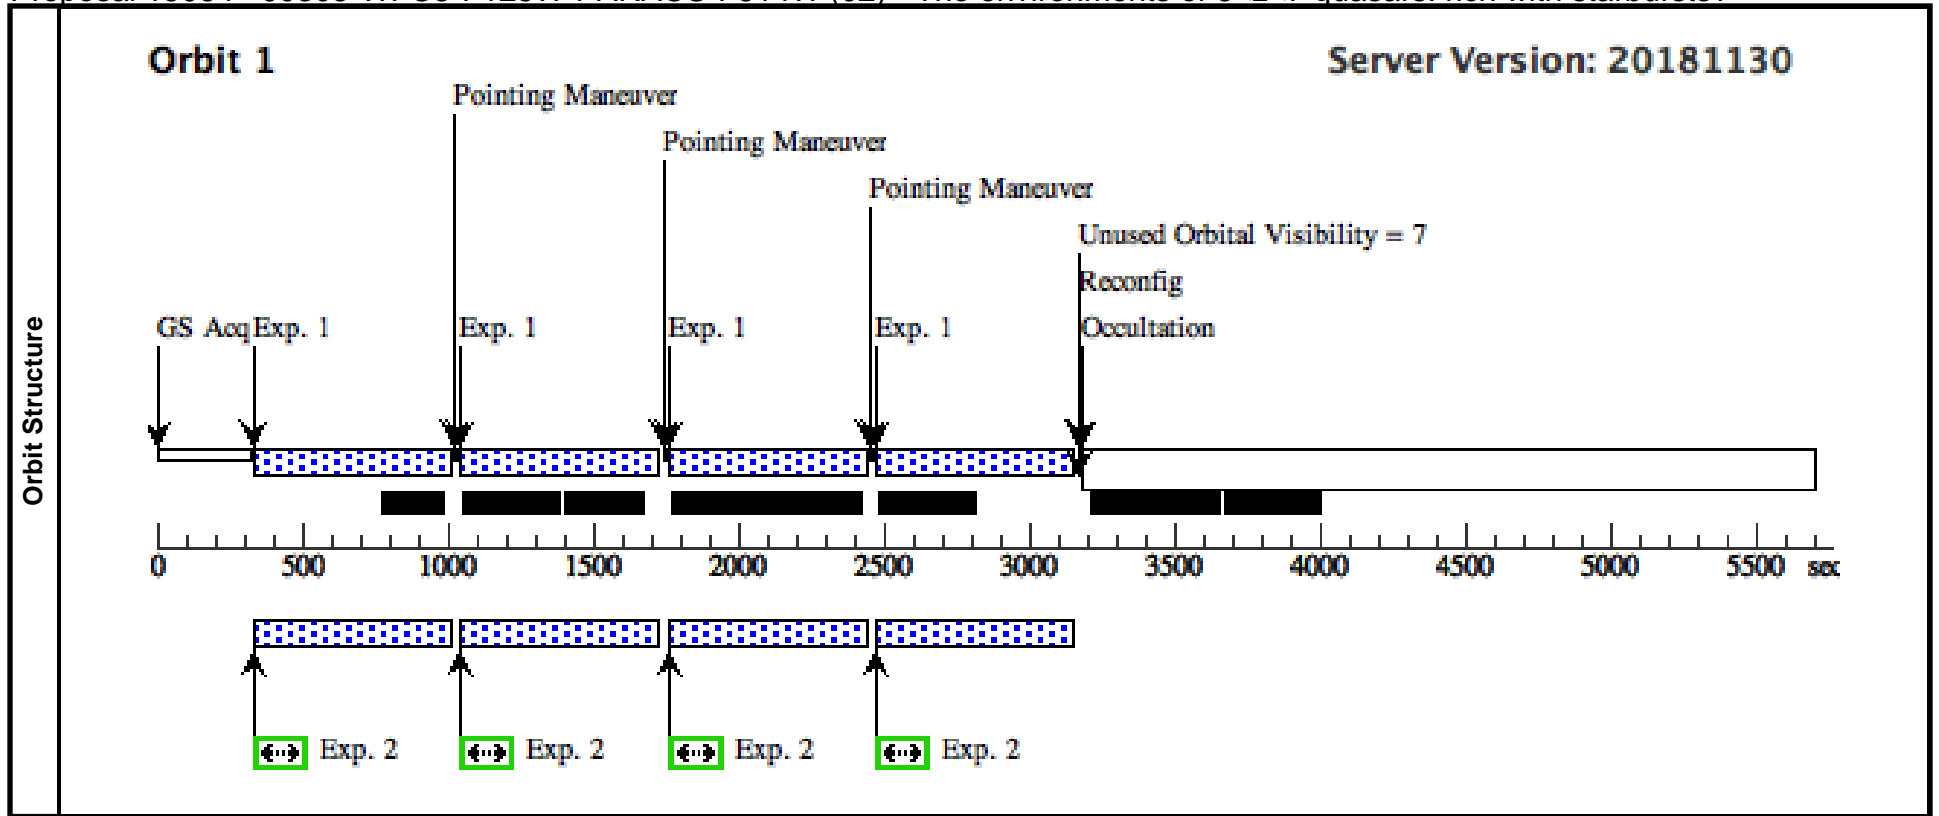 Orbit 1
Server Version: 20181130
Pointing Maneuver
Pointing Maneuver
Pointing Maneuver
Unused Orbital Visibility = 7
Reconfig
GS Acq Exp. 1 Exp. 1 Exp. 1 Exp. 1 Occultation
Orbit Structure
0 500 1000 1500 2000 2500 3000 3500 4000 4500 5000 5500 sec
Exp. 2 Exp. 2 Exp. 2 Exp. 2